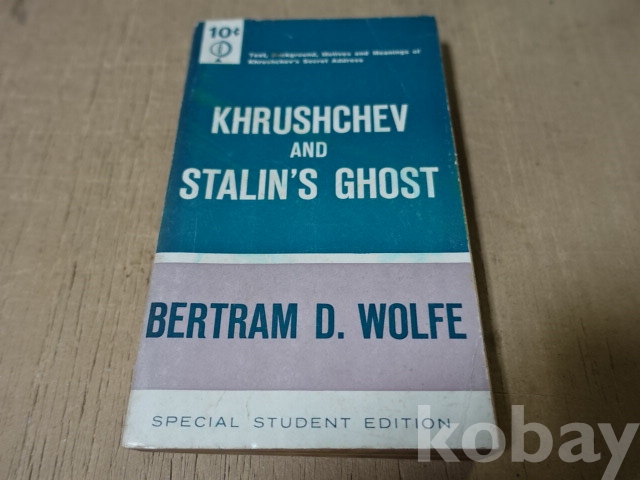 10¢
Text, Background, Motives and Meanings of
Khrushchev's Secret Address
KHRUSHCHEV
AND
STALIN'S GHOST
BERTRAM D. WOLFE
SPECIAL STUDENT EDITION
kobay